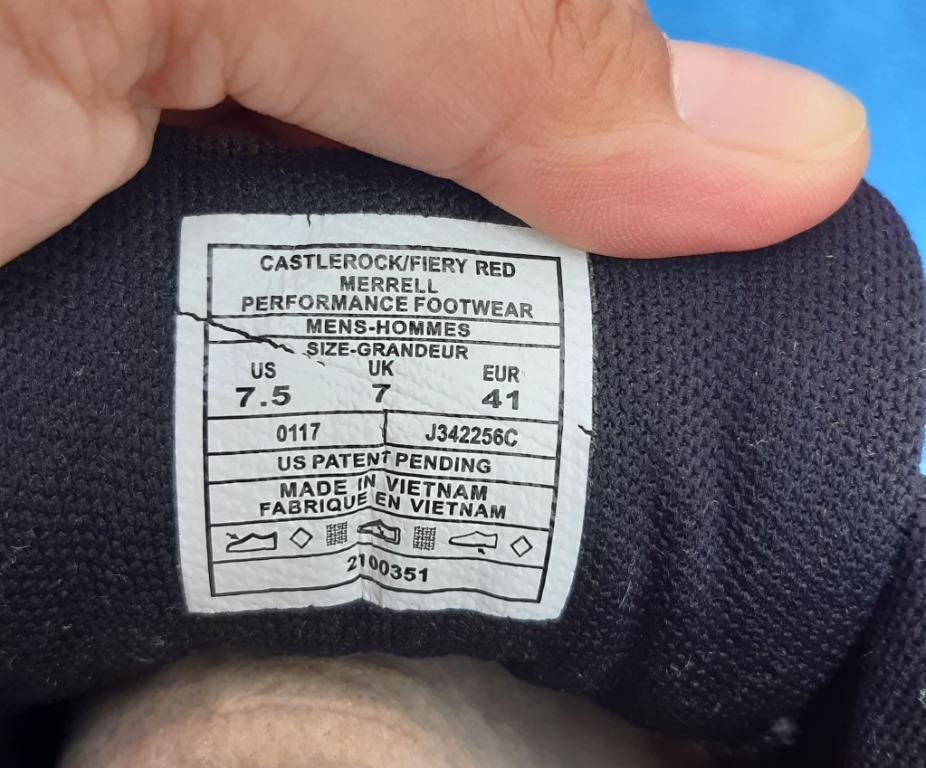 CASTLEROCK/FIERY RED
MERRELL
PERFORMANCE FOOTWEAR
MENS-HOMMES
SIZE-GRANDEUR
US UK EUR
7.5 7 41
0117 J342256C
US PATENT PENDING
MADE IN VIETNAM
FABRIQUE EN VIETNAM
2100351